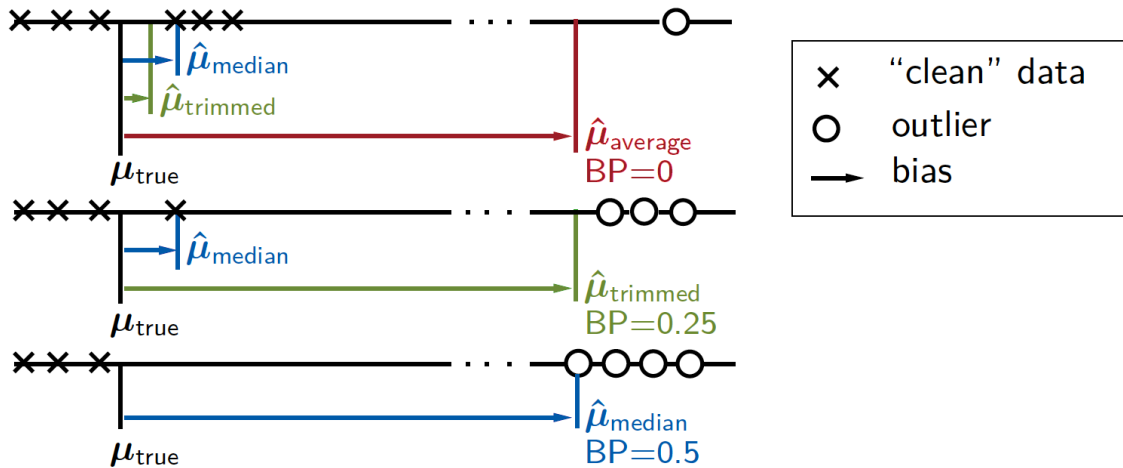 . . .
μ̂median
μ̂trimmed
μ̂average
BP=0
μtrue
. . .
μ̂median
μ̂trimmed
BP=0.25
μtrue
. . .
μ̂median
BP=0.5
μtrue
“clean” data
outlier
bias